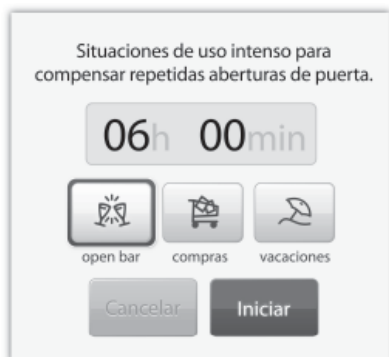 Situaciones de uso intenso para
compensar repetidas aberturas de puerta.
06h 00min
open bar compras vacaciones
Cancelar Iniciar